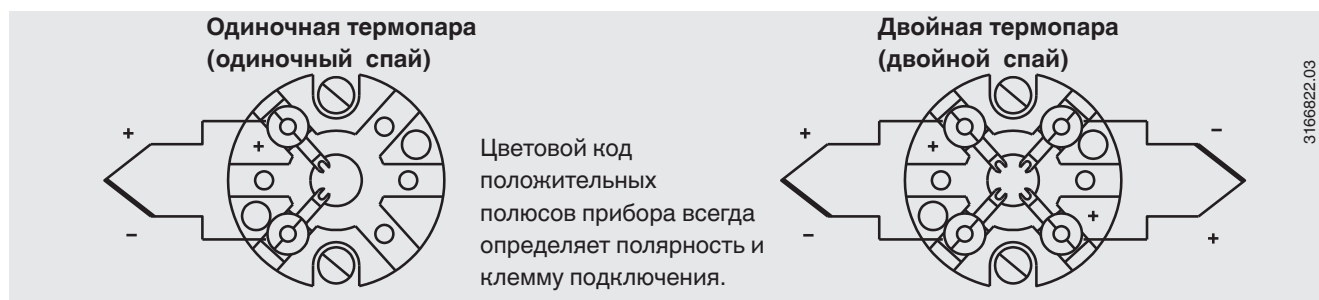 Одиночная термопара
(одиночный спай)
+
+
−
Цветовой код
положительных
полюсов прибора всегда
определяет полярность и
клемму подключения.
Двойная термопара
(двойной спай)
+
+
−
−
+
+
3166822.03